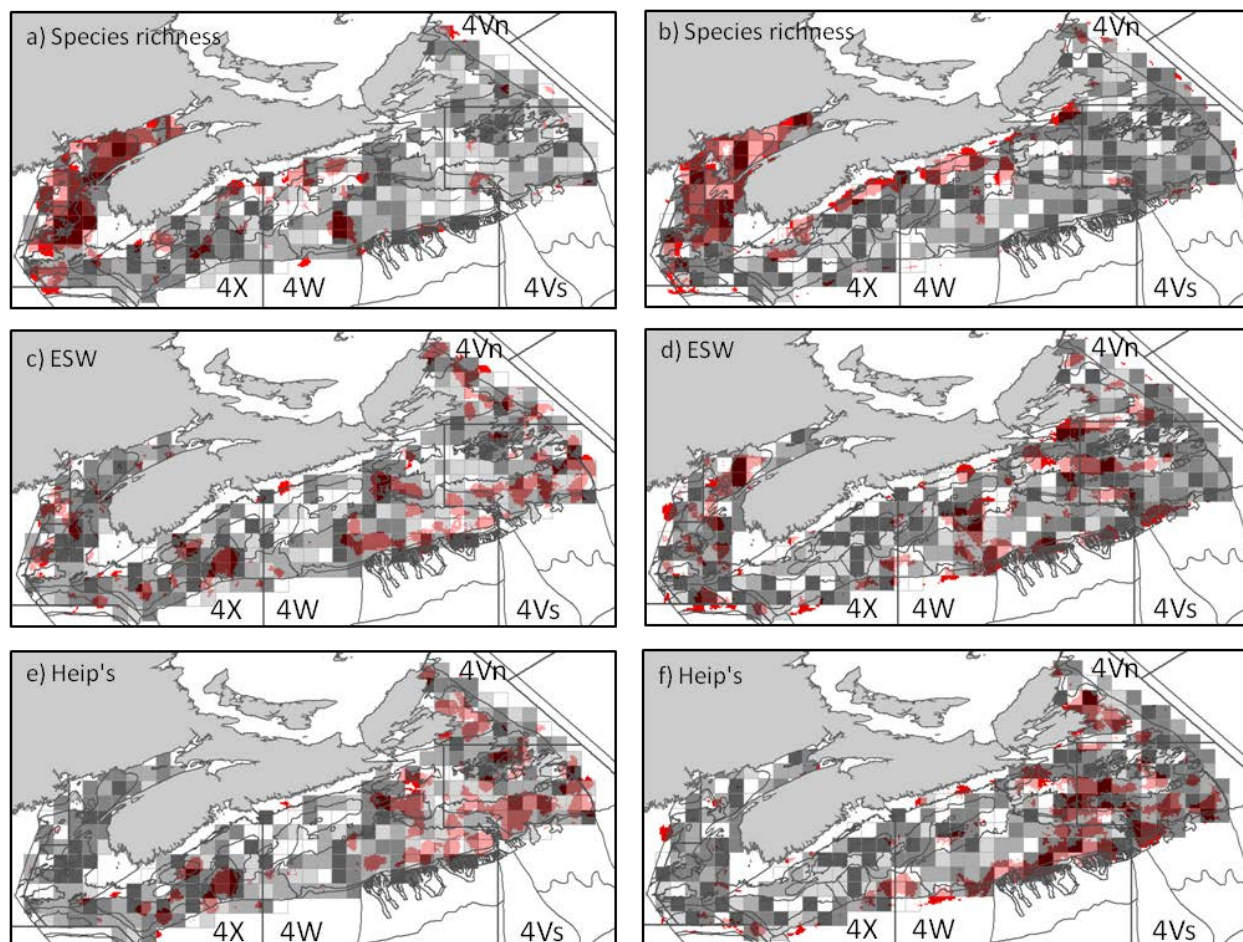 a) Species richness
4Vn
4X
4W
4Vs
b) Species richness
4Vn
4X
4W
4Vs
c) ESW
4Vn
4X
4W
4Vs
d) ESW
4Vn
4X
4W
4Vs
e) Heip's
4Vn
4X
4W
4Vs
f) Heip's
4Vn
4X
4W
4Vs